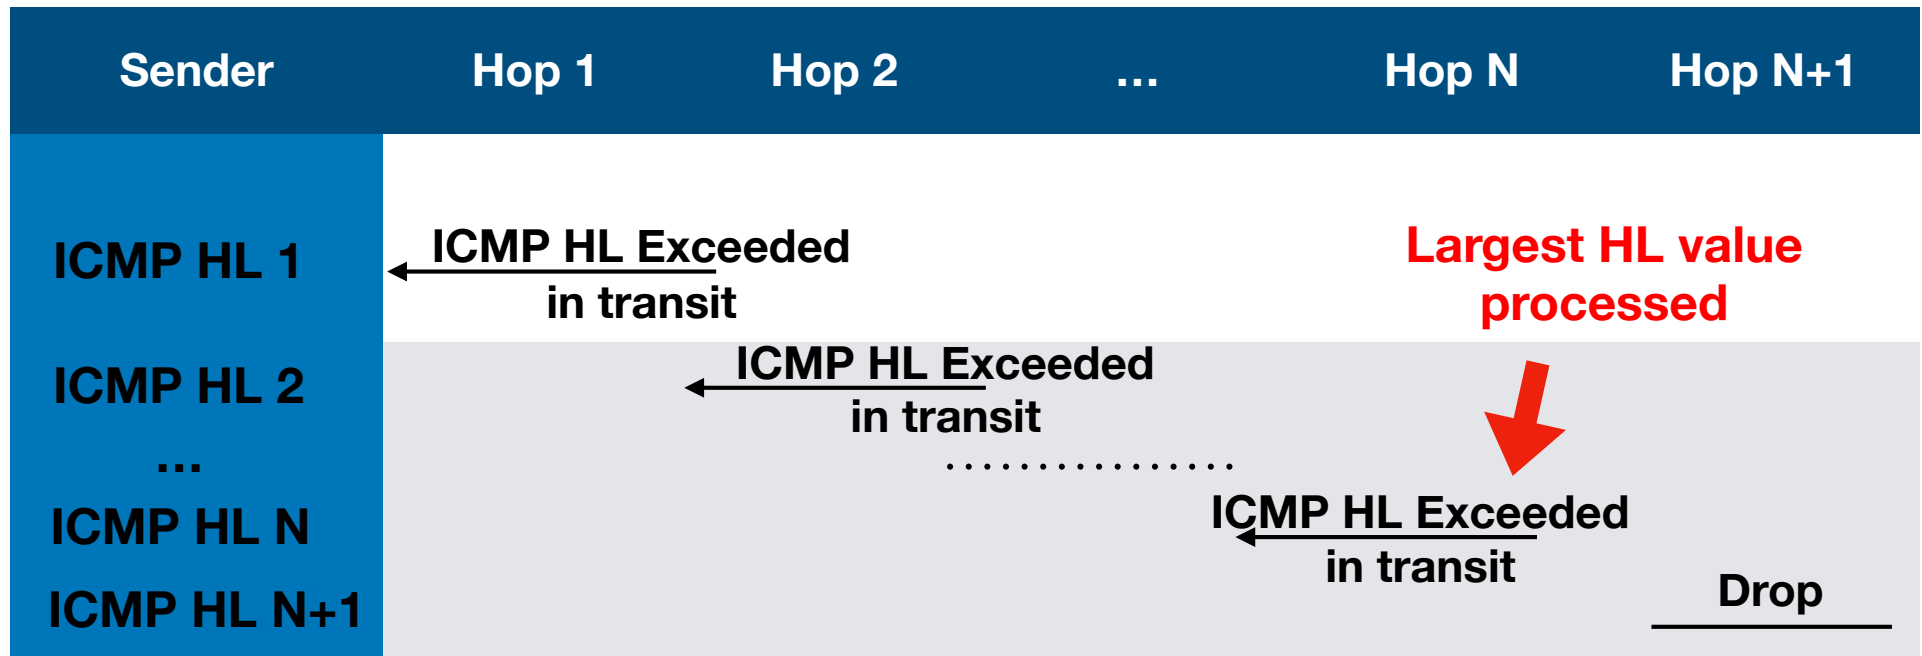 Sender Hop 1 Hop 2 ... Hop N Hop N+1
ICMP HL 1
ICMP HL Exceeded
in transit
Largest HL value
processed
ICMP HL 2
ICMP HL Exceeded
in transit
...
ICMP HL N
ICMP HL Exceeded
in transit
ICMP HL N+1
Drop